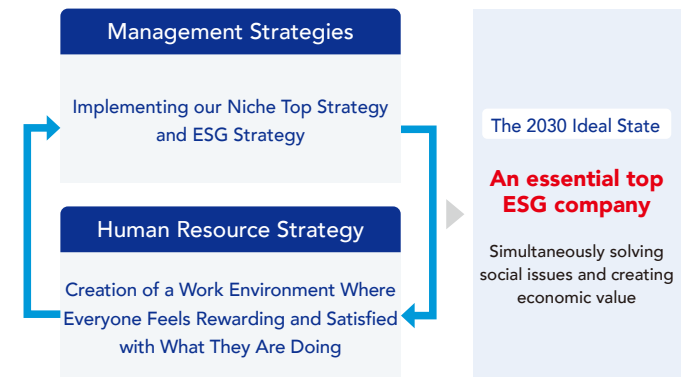 Management Strategies
Implementing our Niche Top Strategy
and ESG Strategy
Human Resource Strategy
Creation of a Work Environment Where
Everyone Feels Rewarding and Satisfied
with What They Are Doing
The 2030 Ideal State
An essential top
ESG company
Simultaneously solving
social issues and creating
economic value